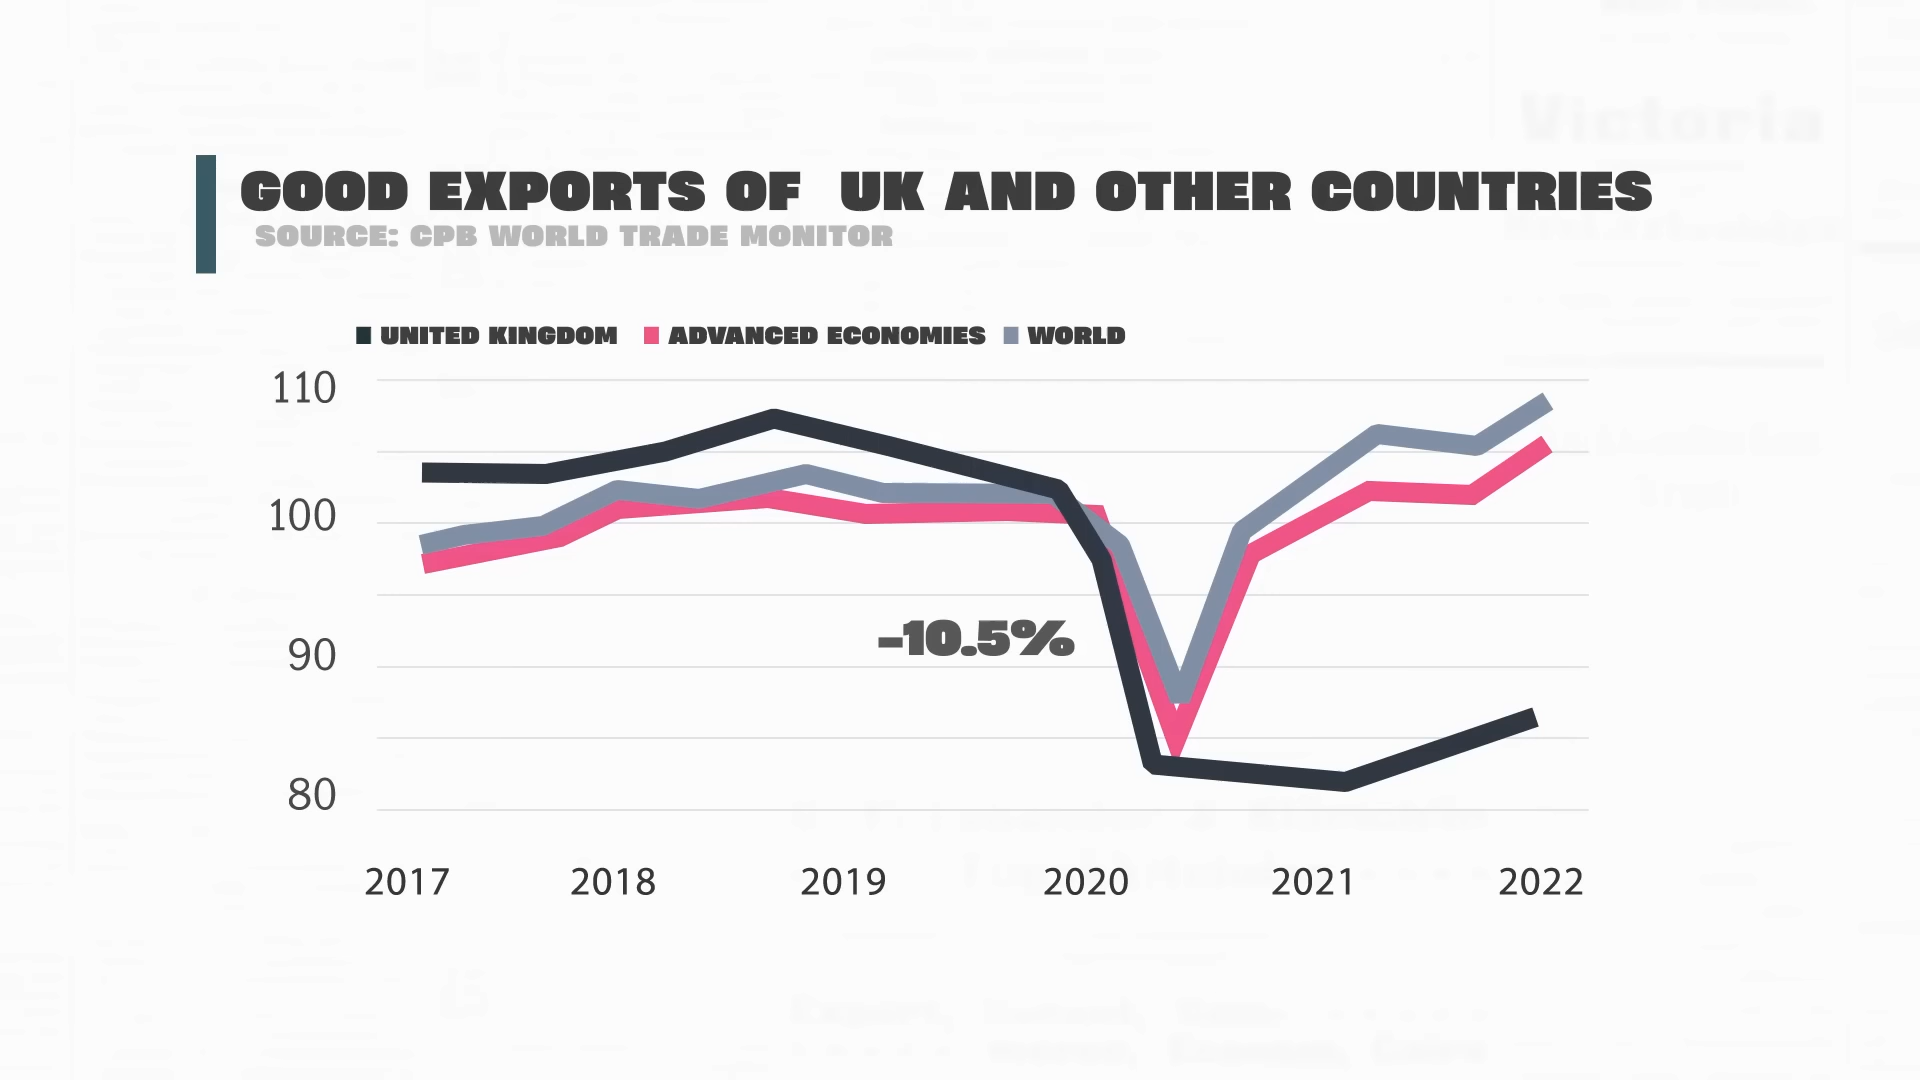 Victoria
GOOD EXPORTS OF UK AND OTHER COUNTRIES
SOURCE: CPB WORLD TRADE MONITOR
UNITED KINGDOM ADVANCED ECONOMIES WORLD
110
100
-10.5%
90
80
2017 2018 2019 2020 2021 2022